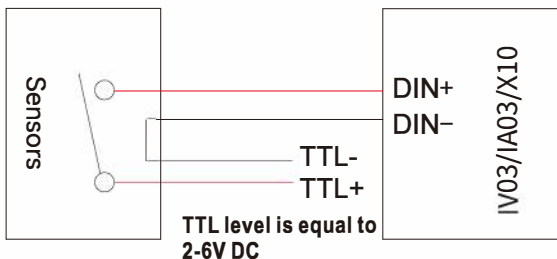 Sensors
DIN+
DIN−
TTL-
TTL+
TTL level is equal to
2-6V DC
IV03/IA03/X10